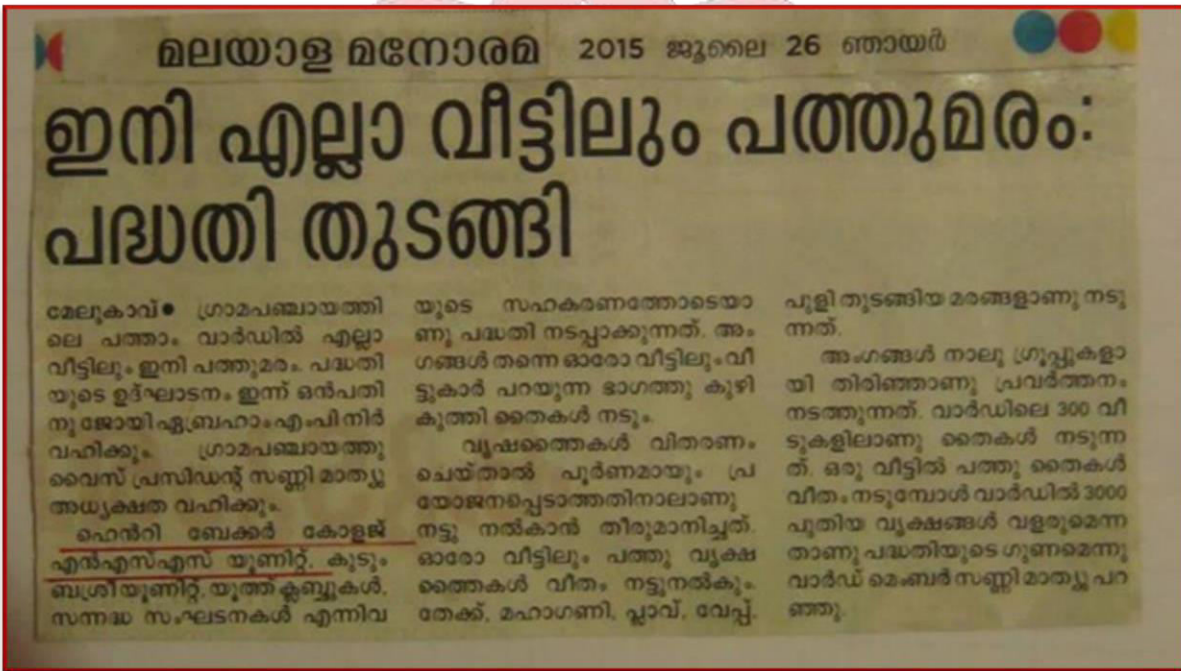 മലയാള മനോരമ 2015 ജൂലൈ 26 ഞായർ
ഇനി എല്ലാ വീട്ടിലും പത്തുമരം:
പദ്ധതി തുടങ്ങി
മേലുകാവ്● ഗ്രാമപഞ്ചായത്തി
ലെ പത്താം വാർഡിൽ എല്ലാ
വീട്ടിലും ഇനി പത്തുമരം. പദ്ധതി
യുടെ ഉദ്ഘാടനം ഇന്ന് ഒൻപതി
നു ജോയി ഏബ്രഹാം എംപി നിർ
വഹിക്കും. ഗ്രാമപഞ്ചായത്തു
വൈസ് പ്രസിഡന്റ് സണ്ണി മാത്യു
അധ്യക്ഷത വഹിക്കും.
ഹെൻറി ബേക്കർ കോളജ്
എൻഎസ്എസ് യൂണിറ്റ്, കുടും
ബശ്രീ യൂണിറ്റ്, യൂത്ത് ക്ലബ്ബുകൾ,
സന്നദ്ധ സംഘടനകൾ എന്നിവ
യുടെ സഹകരണത്തോടെയാ
ണു പദ്ധതി നടപ്പാക്കുന്നത്. അം
ഗങ്ങൾ തന്നെ ഓരോ വീട്ടിലും വീ
ട്ടുകാർ പറയുന്ന ഭാഗത്തു കുഴി
കുത്തി തൈകൾ നടും.
വൃഷത്തൈകൾ വിതരണം
ചെയ്താൽ പൂർണമായും പ്ര
യോജനപ്പെടാത്തതിനാലാണു
നട്ടു നൽകാൻ തീരുമാനിച്ചത്.
ഓരോ വീട്ടിലും പത്തു വൃക്ഷ
ത്തൈകൾ വീതം നട്ടുനൽകും.
തേക്ക്, മഹാഗണി, പ്ലാവ്, വേപ്പ്,
പുളി തുടങ്ങിയ മരങ്ങളാണു നടു
ന്നത്.
അംഗങ്ങൾ നാലു ഗ്രൂപ്പുകളാ
യി തിരിഞ്ഞാണു പ്രവർത്തനം
നടത്തുന്നത്. വാർഡിലെ 300 വീ
ടുകളിലാണു തൈകൾ നടുന്ന
ത്. ഒരു വീട്ടിൽ പത്തു തൈകൾ
വീതം നടുമ്പോൾ വാർഡിൽ 3000
പുതിയ വൃക്ഷങ്ങൾ വളരുമെന്ന
താണു പദ്ധതിയുടെ ഗുണമെന്നു
വാർഡ് മെംബർ സണ്ണി മാത്യു പറ
ഞ്ഞു.